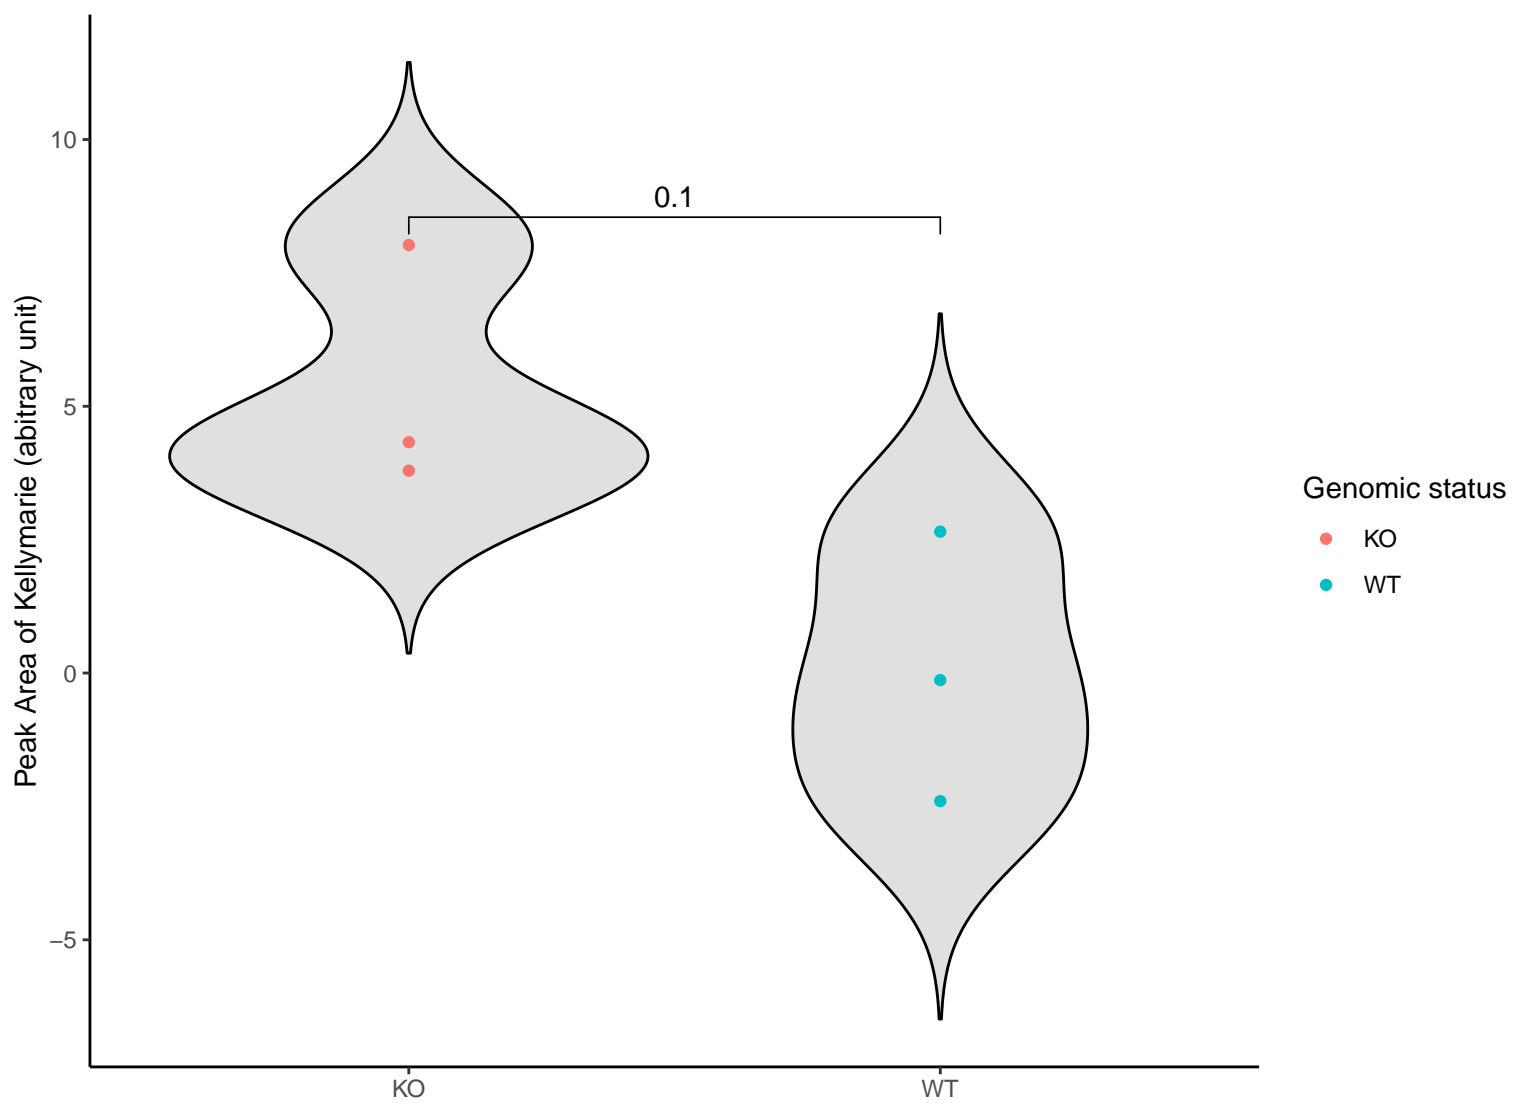 Peak Area of Kellymarie (abitrary unit)
10
5
0
−5
0.1
KO
WT
Genomic status
KO
WT